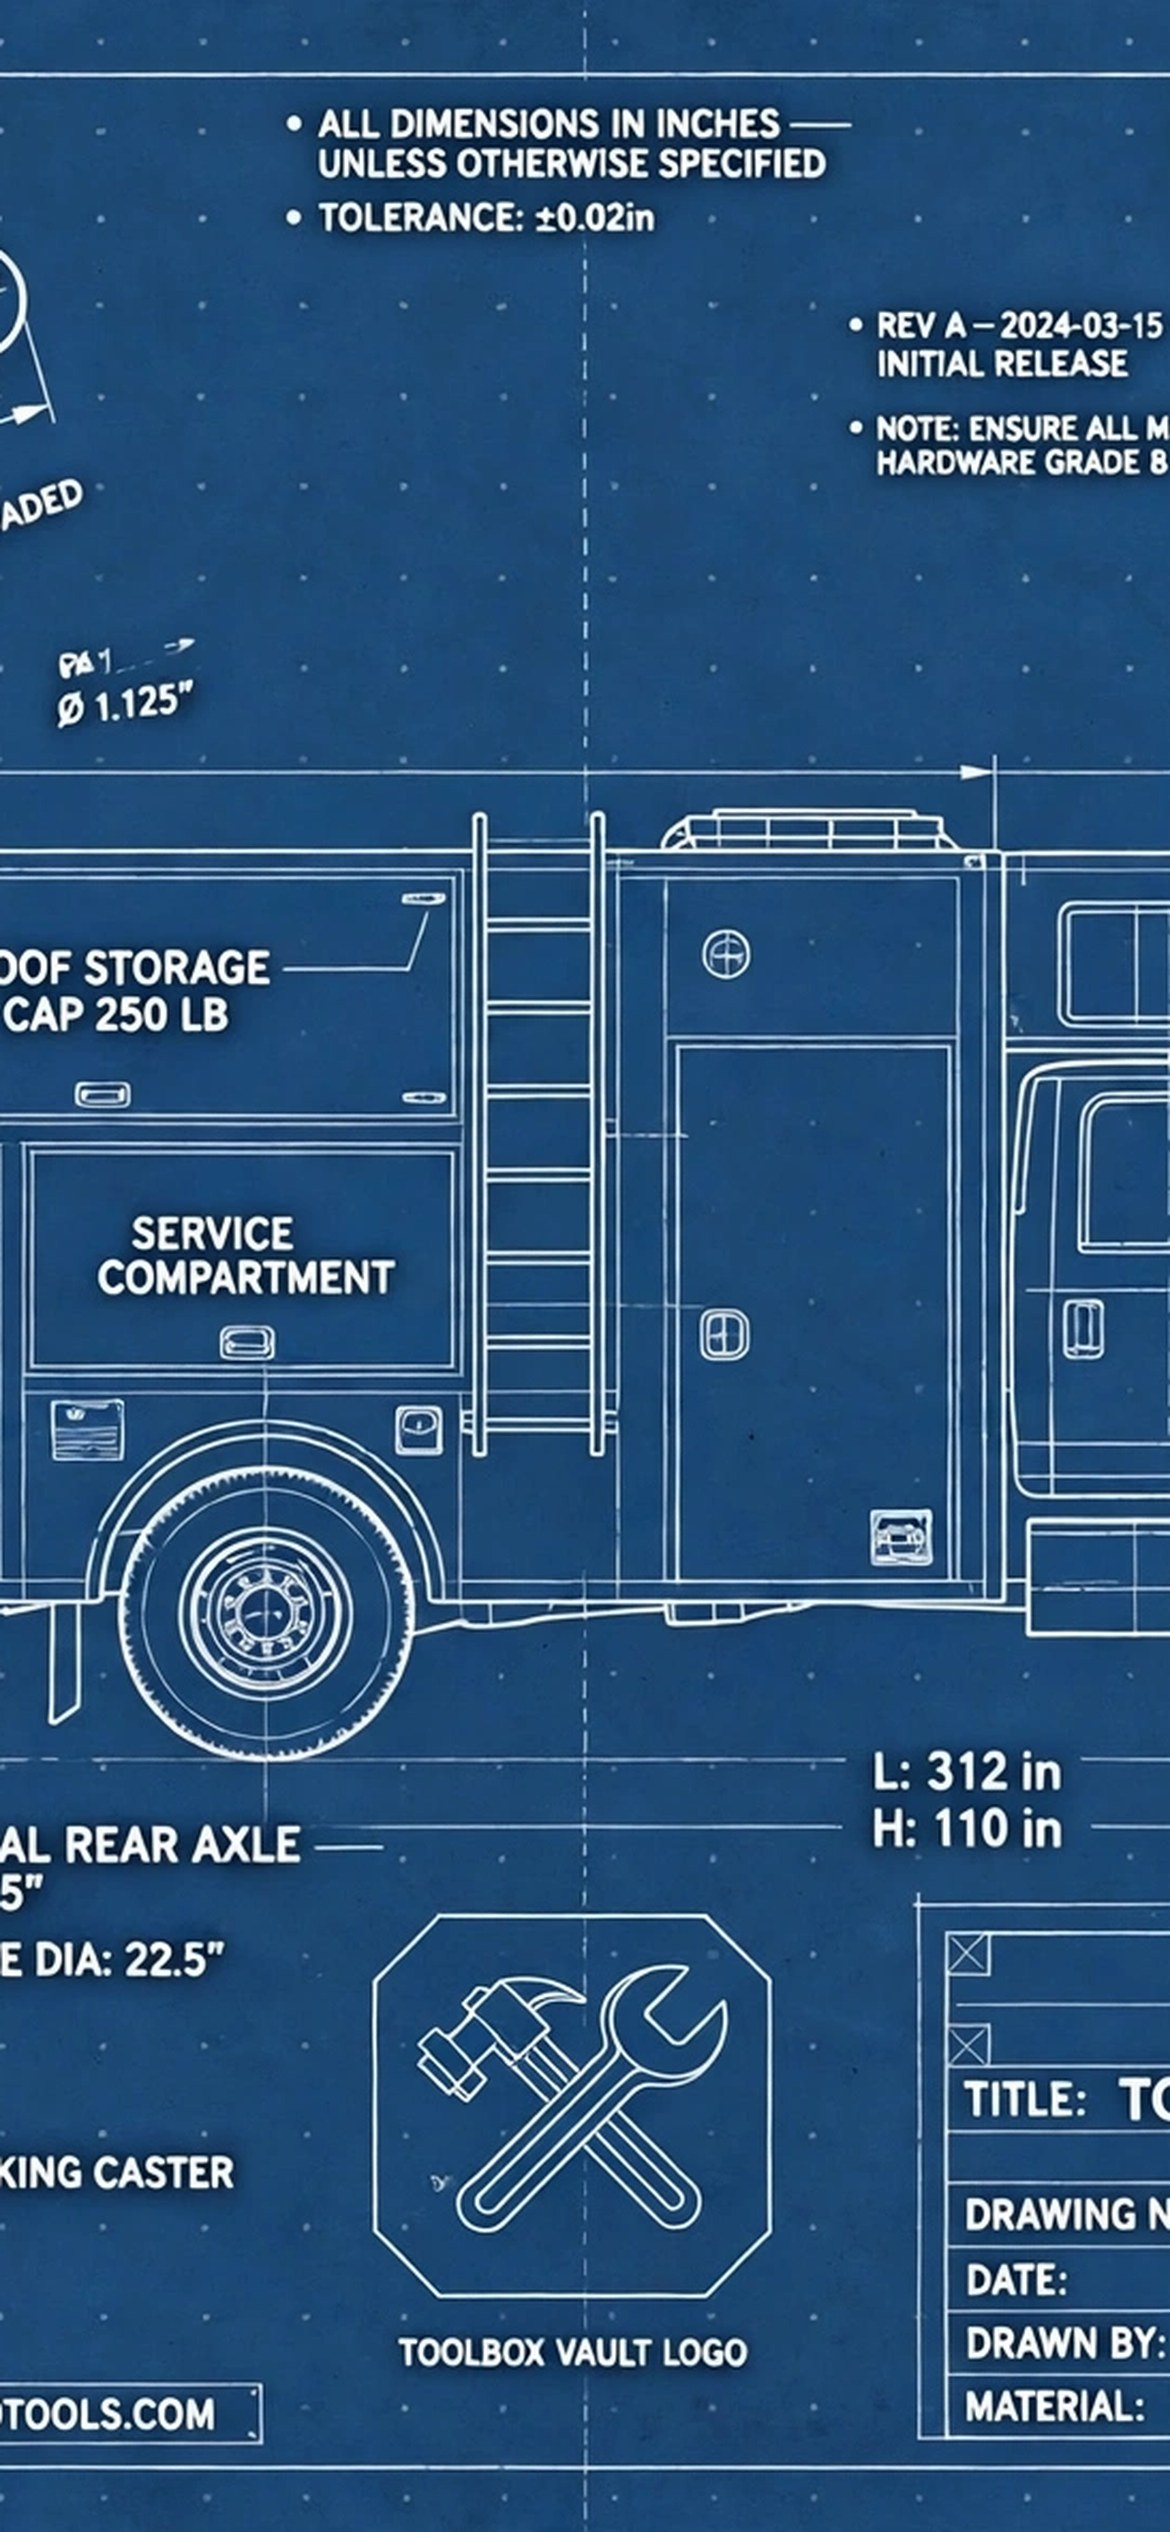 • ALL DIMENSIONS IN INCHES
UNLESS OTHERWISE SPECIFIED
• TOLERANCE: ±0.02in
• REV A – 2024-03-15
INITIAL RELEASE
• NOTE: ENSURE ALL M
HARDWARE GRADE 8
ADED
Ø 1.125"
OOF STORAGE
CAP 250 LB
SERVICE
COMPARTMENT
L: 312 in
H: 110 in
AL REAR AXLE
5"
E DIA: 22.5"
KING CASTER
TOOLBOX VAULT LOGO
TOOLS.COM
TITLE: TO
DRAWING N
DATE:
DRAWN BY:
MATERIAL: